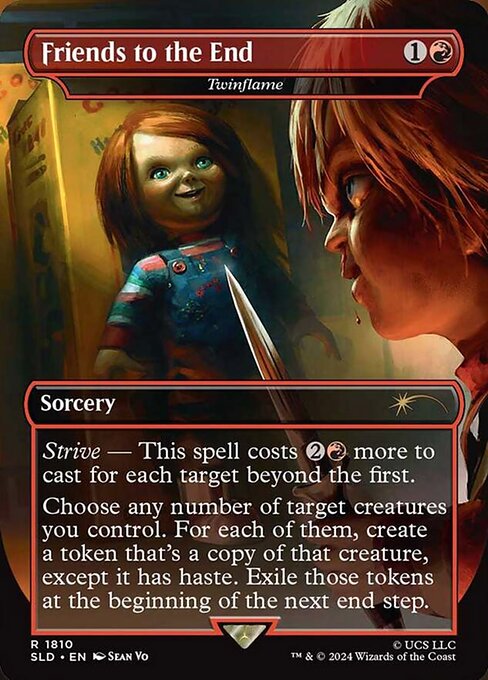 Friends to the End 1
Twinflame
Sorcery
Strive — This spell costs 2 more to
cast for each target beyond the first.
Choose any number of target creatures
you control. For each of them, create
a token that's a copy of that creature,
except it has haste. Exile those tokens
at the beginning of the next end step.
R 1810
SLD • EN Sean Vo
© UCS LLC
™ & © 2024 Wizards of the Coast